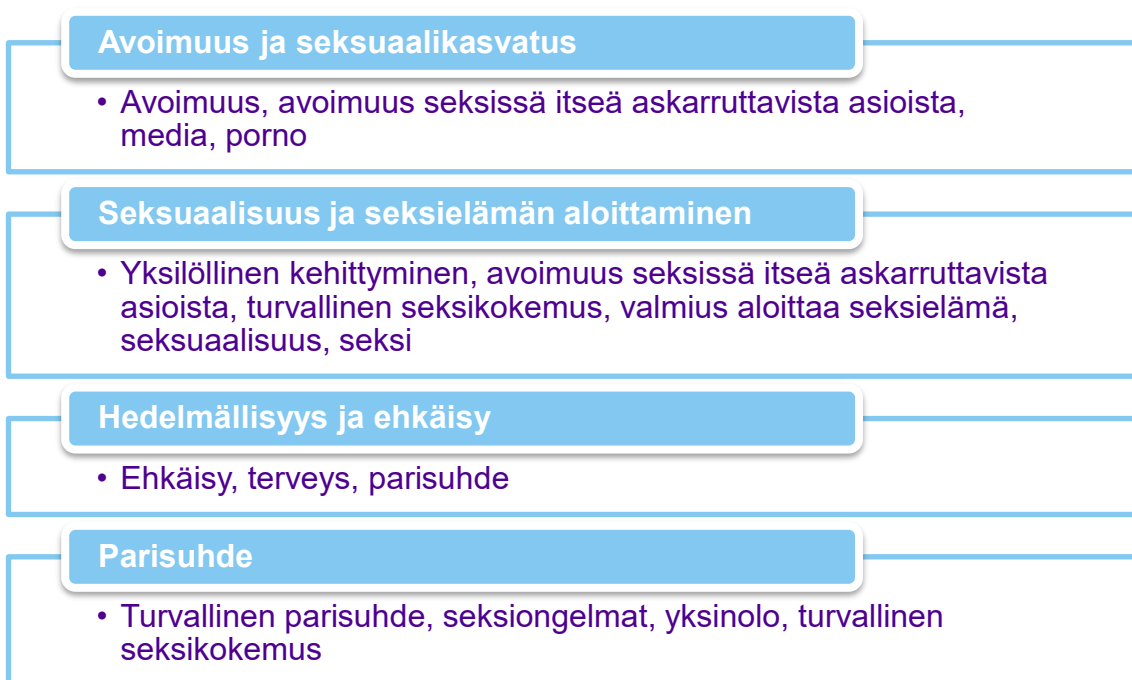 Avoimuus ja seksuaalikasvatus
• Avoimuus, avoimuus seksissä itseä askarruttavista asioista,
media, porno
Seksuaalisuus ja seksielämän aloittaminen
• Yksilöllinen kehittyminen, avoimuus seksissä itseä askarruttavista
asioista, turvallinen seksikokemus, valmius aloittaa seksielämä,
seksuaalisuus, seksi
Hedelmällisyys ja ehkäisy
• Ehkäisy, terveys, parisuhde
Parisuhde
• Turvallinen parisuhde, seksiongelmat, yksinolo, turvallinen
seksikokemus